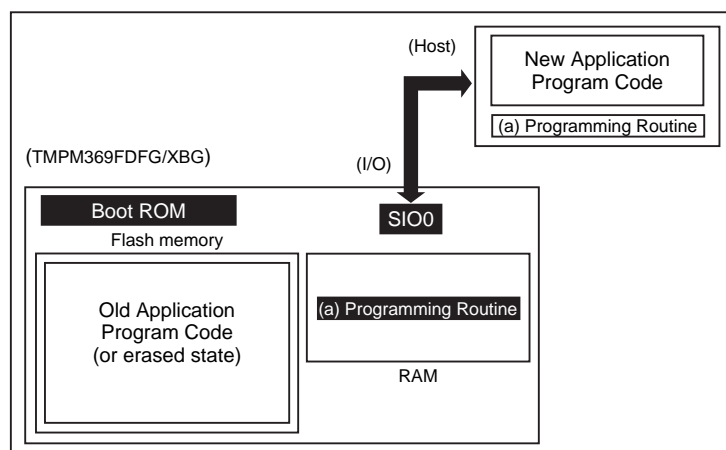 (Host)
New Application
Program Code
(a) Programming Routine
(TMPM369FDFG/XBG)
(I/O)
Boot ROM
SIO0
Flash memory
Old Application
Program Code
(or erased state)
(a) Programming Routine
RAM